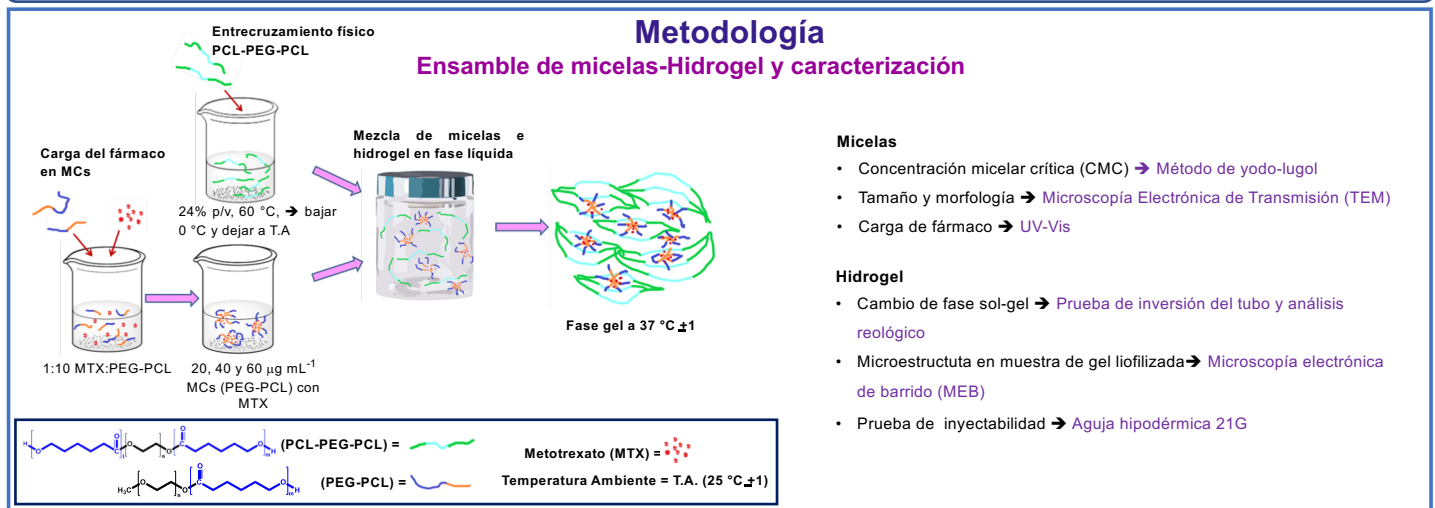 Metodología
Ensamble de micelas-Hidrogel y caracterización
Entrecruzamiento físico
PCL-PEG-PCL
Carga del fármaco
en MCs
24% p/v, 60 °C, ➔ bajar
0 °C y dejar a T.A
1:10 MTX:PEG-PCL
20, 40 y 60 µg mL⁻¹
MCs (PEG-PCL) con
MTX
Mezcla de micelas e
hidrogel en fase líquida
Fase gel a 37 °C ±1
Micelas
• Concentración micelar crítica (CMC) ➔ Método de yodo-lugol
• Tamaño y morfología ➔ Microscopía Electrónica de Transmisión (TEM)
• Carga de fármaco ➔ UV-Vis
Hidrogel
• Cambio de fase sol-gel ➔ Prueba de inversión del tubo y análisis
reológico
• Microestructuta en muestra de gel liofilizada➔ Microscopía electrónica
de barrido (MEB)
• Prueba de inyectabilidad ➔ Aguja hipodérmica 21G
(PCL-PEG-PCL) =
(PEG-PCL) =
H₃C
Metotrexato (MTX) =
Temperatura Ambiente = T.A. (25 °C ±1)